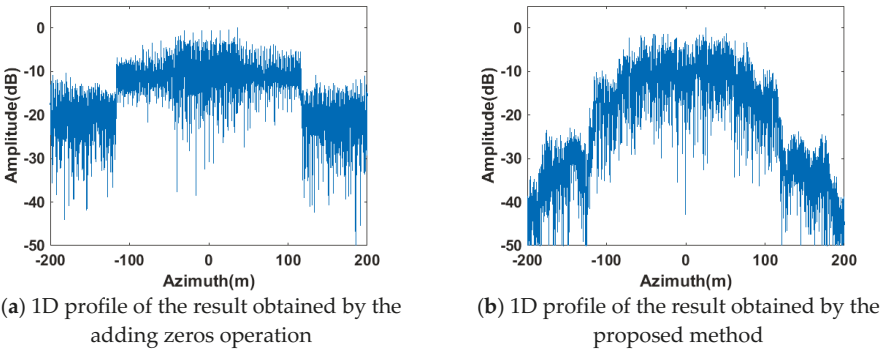 0
-10
-20
-30
-40
-50
Amplitude(dB)
-200 -100 0 100 200
Azimuth(m)
(a) 1D profile of the result obtained by the
adding zeros operation
0
-10
-20
-30
-40
-50
Amplitude(dB)
-200 -100 0 100 200
Azimuth(m)
(b) 1D profile of the result obtained by the
proposed method